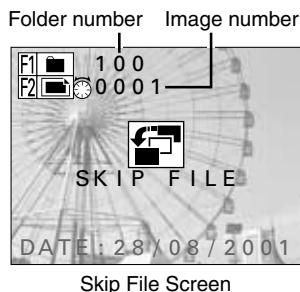 Folder number Image number
F1 100
F2 0001
SKIP FILE
DATE:28/08/2001
Skip File Screen